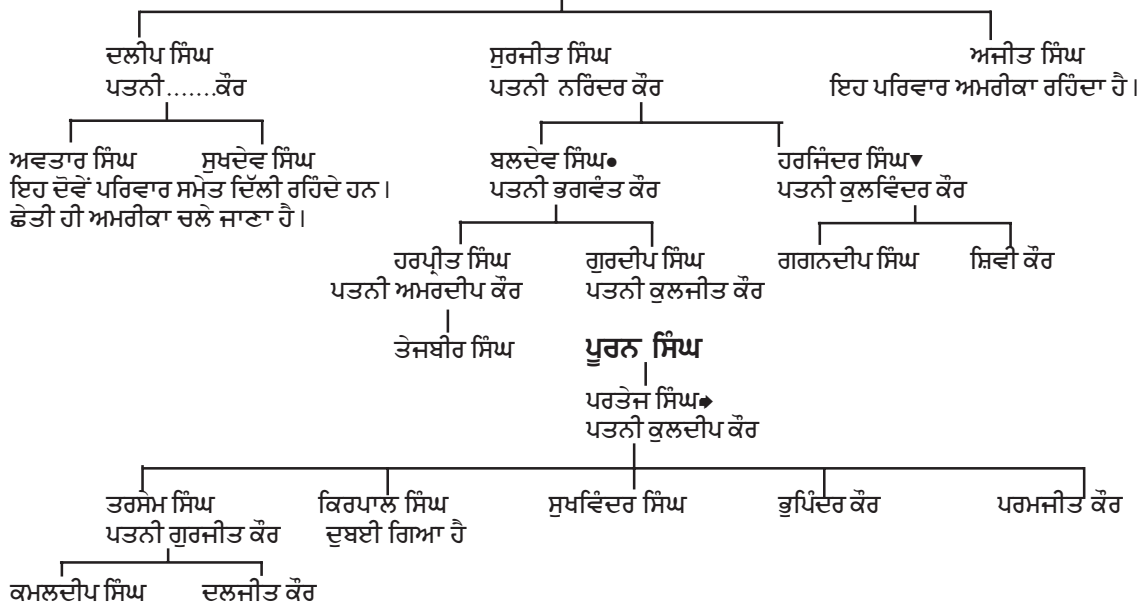 ਦਲੀਪ ਸਿੰਘ
ਪਤਨੀ.......ਕੌਰ
ਸੁਰਜੀਤ ਸਿੰਘ
ਪਤਨੀ ਨਰਿੰਦਰ ਕੌਰ
ਅਜੀਤ ਸਿੰਘ
ਇਹ ਪਰਿਵਾਰ ਅਮਰੀਕਾ ਰਹਿੰਦਾ ਹੈ।
ਅਵਤਾਰ ਸਿੰਘ ਸੁਖਦੇਵ ਸਿੰਘ
ਇਹ ਦੋਵੇਂ ਪਰਿਵਾਰ ਸਮੇਤ ਦਿੱਲੀ ਰਹਿੰਦੇ ਹਨ।
ਛੇਤੀ ਹੀ ਅਮਰੀਕਾ ਚਲੇ ਜਾਣਾ ਹੈ।
ਬਲਦੇਵ ਸਿੰਘ●
ਪਤਨੀ ਭਗਵੰਤ ਕੌਰ
ਹਰਜਿੰਦਰ ਸਿੰਘ▼
ਪਤਨੀ ਕੁਲਵਿੰਦਰ ਕੌਰ
ਹਰਪ੍ਰੀਤ ਸਿੰਘ
ਪਤਨੀ ਅਮਰਦੀਪ ਕੌਰ
ਗੁਰਦੀਪ ਸਿੰਘ
ਪਤਨੀ ਕੁਲਜੀਤ ਕੌਰ
ਗਗਨਦੀਪ ਸਿੰਘ ਸ਼ਿਵੀ ਕੌਰ
ਤੇਜਬੀਰ ਸਿੰਘ
ਪੂਰਨ ਸਿੰਘ
ਪਰਤੇਜ ਸਿੰਘ➧
ਪਤਨੀ ਕੁਲਦੀਪ ਕੌਰ
ਤਰਸੇਮ ਸਿੰਘ
ਪਤਨੀ ਗੁਰਜੀਤ ਕੌਰ
ਕਿਰਪਾਲ ਸਿੰਘ
ਦੁਬਈ ਗਿਆ ਹੈ
ਸੁਖਵਿੰਦਰ ਸਿੰਘ
ਭੁਪਿੰਦਰ ਕੌਰ
ਪਰਮਜੀਤ ਕੌਰ
ਕਮਲਦੀਪ ਸਿੰਘ ਦਲਜੀਤ ਕੌਰ